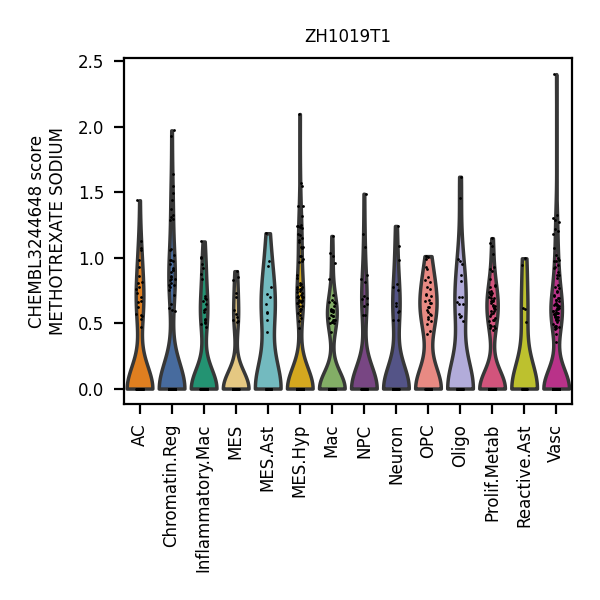 ZH1019T1
CHEMBL3244648 score
METHOTREXATE SODIUM
2.5
2.0
1.5
1.0
0.5
0.0
AC
Chromatin.Reg
Inflammatory.Mac
MES
MES.Ast
MES.Hyp
Mac
NPC
Neuron
OPC
Oligo
Prolif.Metab
Reactive.Ast
Vasc